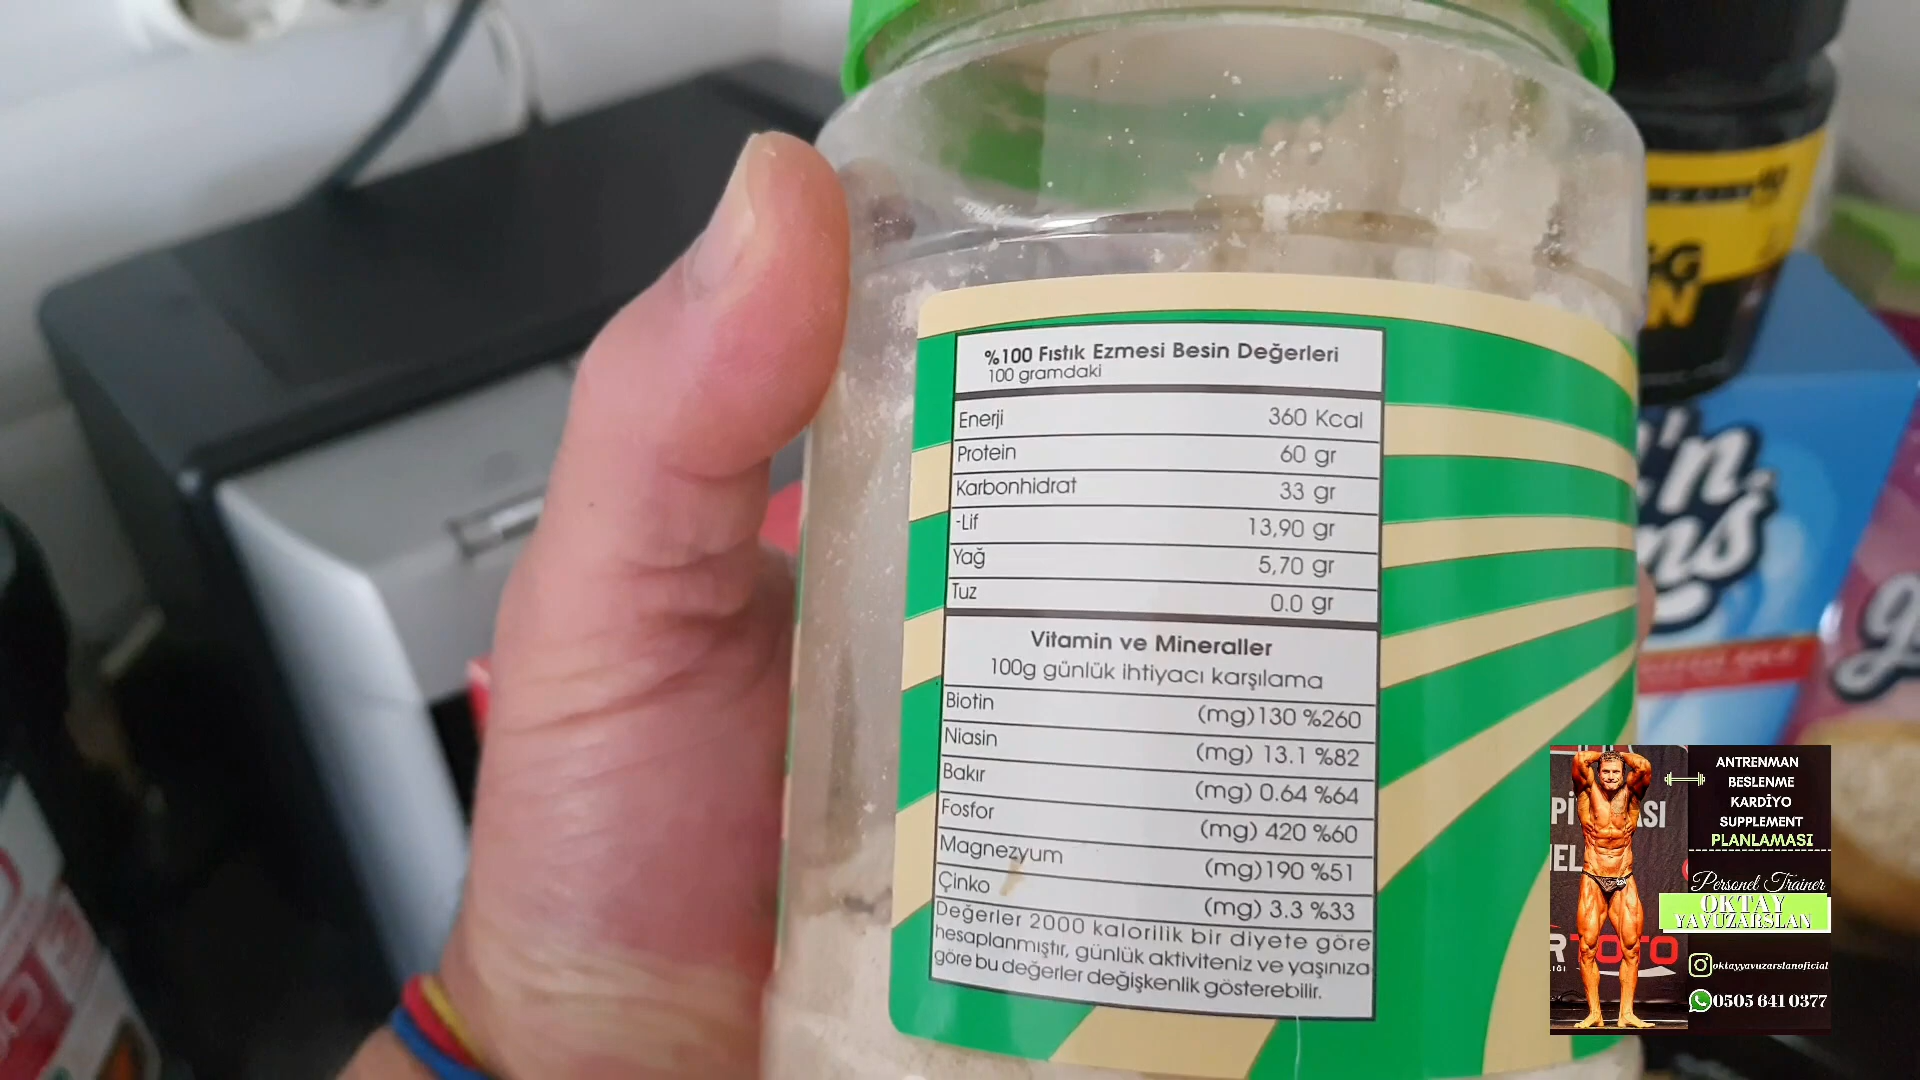 %100 Fıstık Ezmesi Besin Değerleri
100 gramdaki
Enerji 360 Kcal
Protein 60 gr
Karbonhidrat 33 gr
-Lif 13,90 gr
Yağ 5,70 gr
Tuz 0.0 gr
Vitamin ve Mineraller
100g günlük ihtiyacı karşılama
Biotin (mg)130 %260
Niasin (mg) 13.1 %82
Bakır (mg) 0.64 %64
Fosfor (mg) 420 %60
Magnezyum (mg)190 %51
Çinko (mg) 3.3 %33
Değerler 2000 kalorilik bir diyete göre
hesaplanmıştır, günlük aktiviteniz ve yaşınıza
göre bu değerler değişkenlik gösterebilir.
ANTRENMAN
BESLENME
KARDİYO
SUPPLEMENT
PLANLAMASI
Personel Trainer
OKTAY
YAVUZARSLAN
oktayyavuzarslanoficial
0505 641 0377